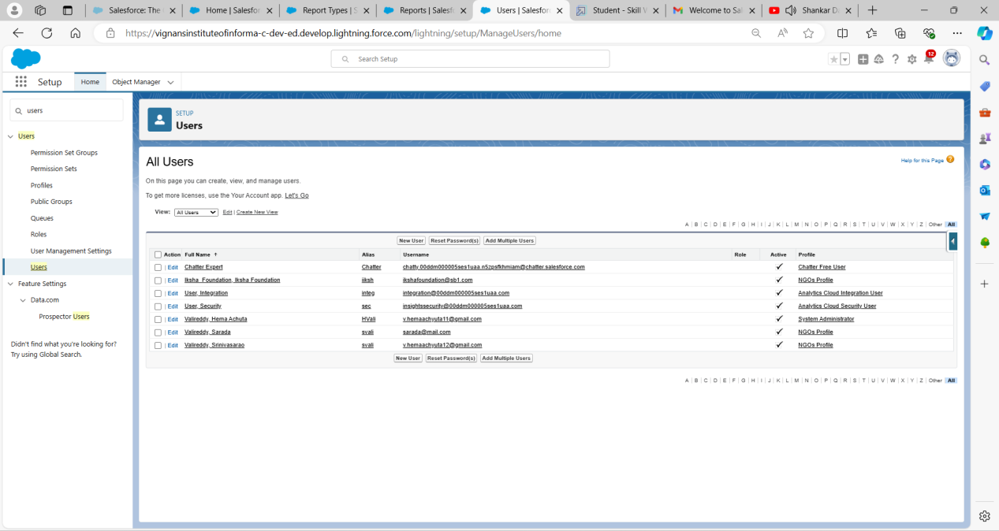 Salesforce: The
Home | Salesfor
Report Types | S
Reports | Salesfo
Users | Salesforc
Student - Skill W
Welcome to Sal
Shankar D
https://vignansinstituteofinforma-c-dev-ed.develop.lightning.force.com/lightning/setup/ManageUsers/home
Search Setup
12
Setup
Home
Object Manager
users
Users
Permission Set Groups
Permission Sets
Profiles
Public Groups
Queues
Roles
User Management Settings
Users
Feature Settings
Data.com
Prospector Users
Didn't find what you're looking for?
Try using Global Search.
SETUP
Users
All Users
Help for this Page ?
On this page you can create, view, and manage users.
To get more licenses, use the Your Account app. Let's Go
View: All Users Edit | Create New View
A | B | C | D | E | F | G | H | I | J | K | L | M | N | O | P | Q | R | S | T | U | V | W | X | Y | Z | Other | All
New User Reset Password(s) Add Multiple Users
Action Full Name ↑ Alias Username Role Active Profile
| Edit Chatter Expert Chatter chatty.00ddm000005ses1uaa.n5zpsfkhmiam@chatter.salesforce.com ✓ Chatter Free User
| Edit Iksha_Foundation, Iksha Foundation iiksh ikshafoundation@sb1.com ✓ NGOs Profile
| Edit User, Integration integ integration@00ddm000005ses1uaa.com ✓ Analytics Cloud Integration User
| Edit User, Security sec insightssecurity@00ddm000005ses1uaa.com ✓ Analytics Cloud Security User
| Edit Valireddy, Hema Achuta HVali v.hemaachyuta11@gmail.com ✓ System Administrator
| Edit Valireddy, Sarada svali sarada@mail.com ✓ NGOs Profile
| Edit Valireddy, Srinivasarao svali v.hemaachyuta12@gmail.com ✓ NGOs Profile
New User Reset Password(s) Add Multiple Users
A | B | C | D | E | F | G | H | I | J | K | L | M | N | O | P | Q | R | S | T | U | V | W | X | Y | Z | Other | All